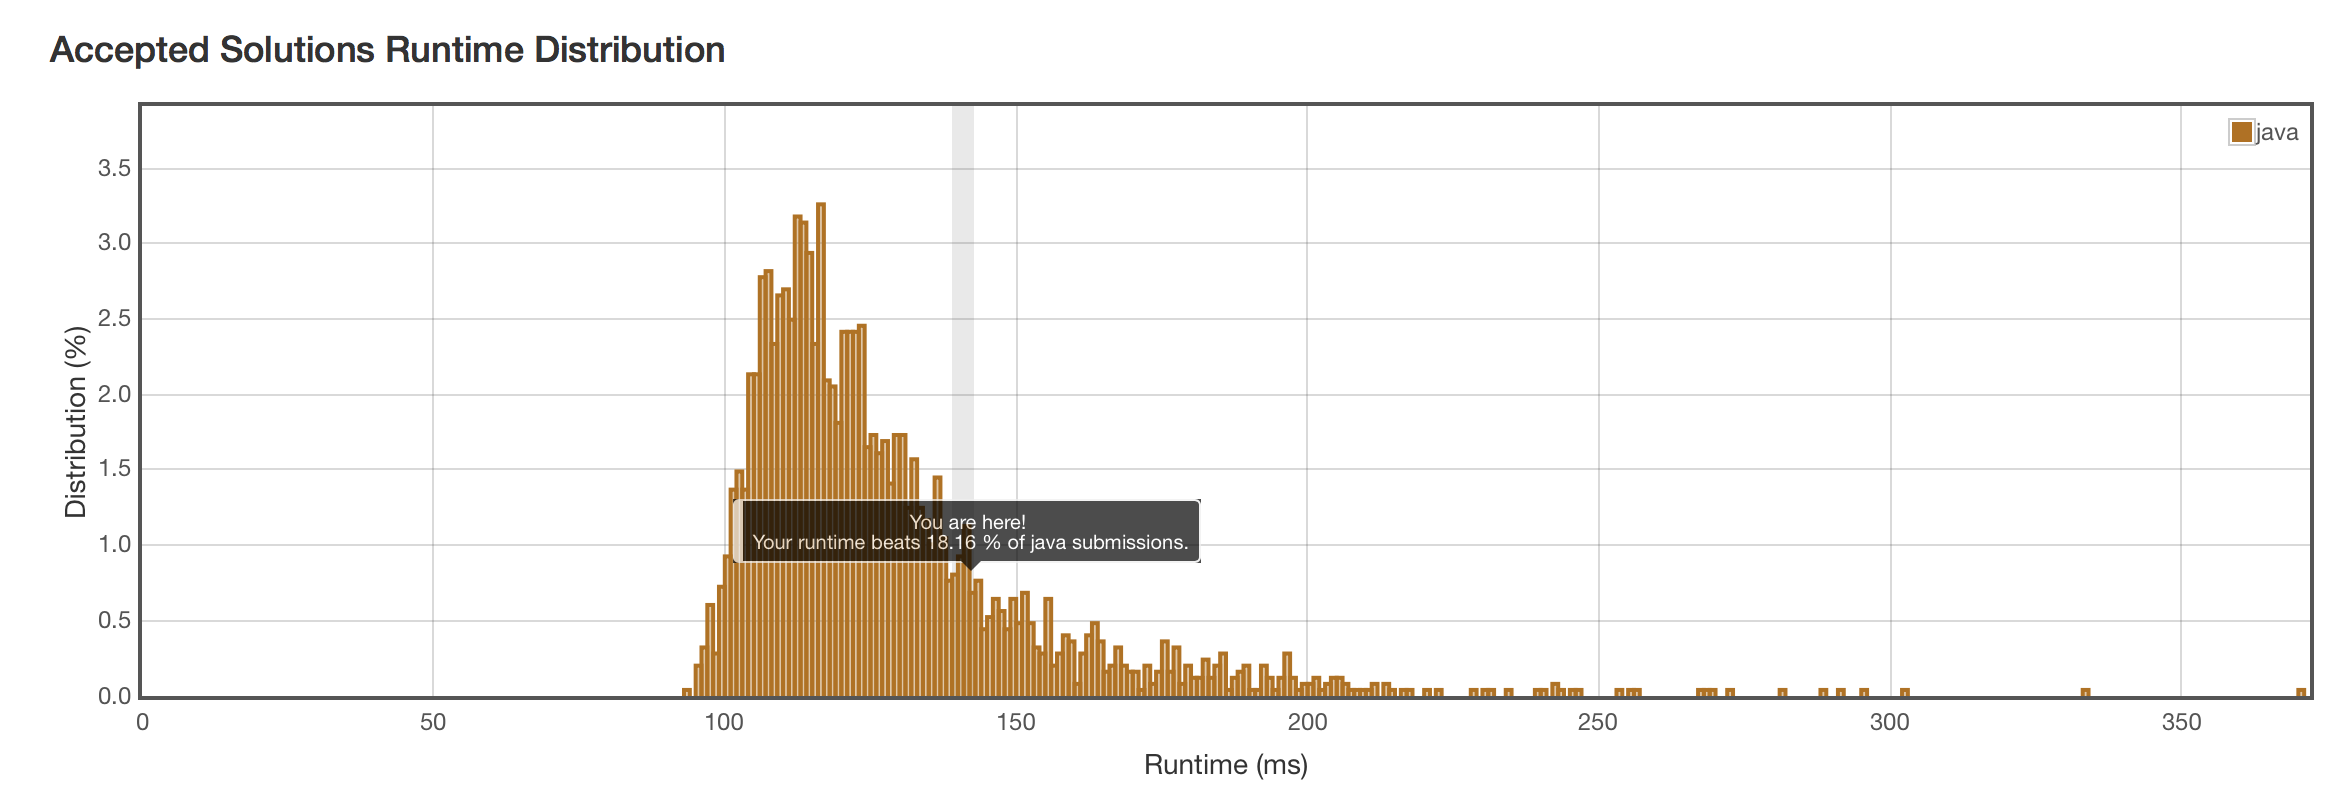 Accepted Solutions Runtime Distribution
java
3.5
3.0
2.5
2.0
1.5
1.0
0.5
0.0
Distribution (%)
You are here!
Your runtime beats 18.16 % of java submissions.
0 50 100 150 200 250 300 350
Runtime (ms)